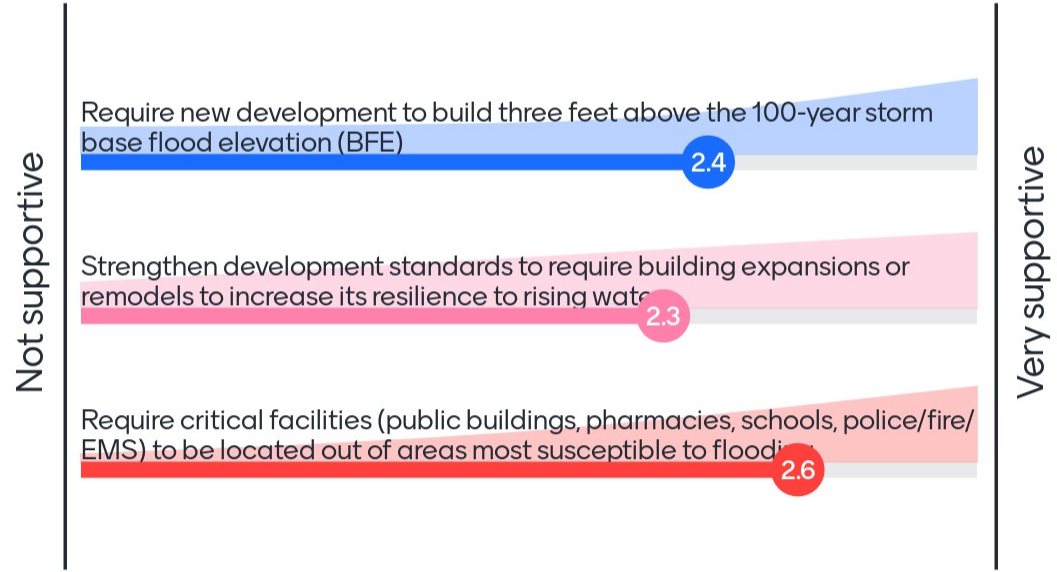 Not supportive
Require new development to build three feet above the 100-year storm
base flood elevation (BFE)
2.4
Strengthen development standards to require building expansions or
remodels to increase its resilience to rising
2.3
Require critical facilities (public buildings, pharmacies, schools, police/fire/
EMS) to be located out of areas most susceptible to
2.6
Very supportive